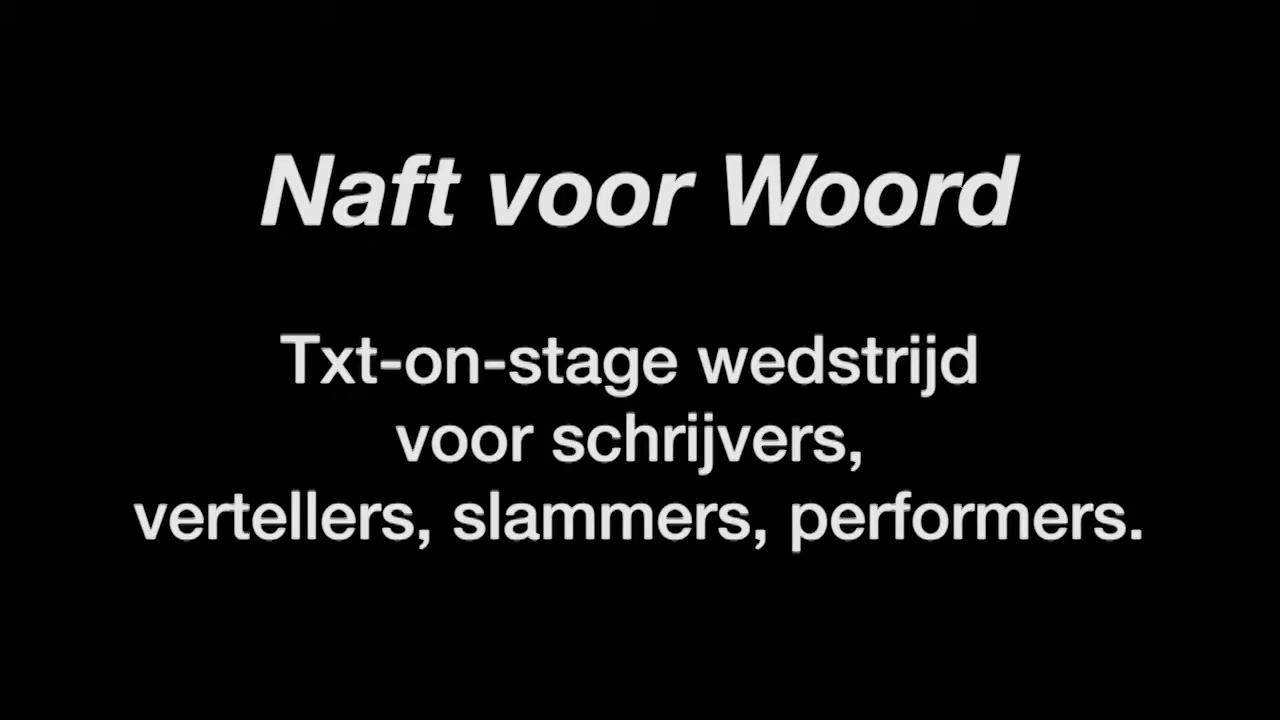 Naft voor Woord
Txt-on-stage wedstrijd
voor schrijvers,
vertellers, slammers, performers.